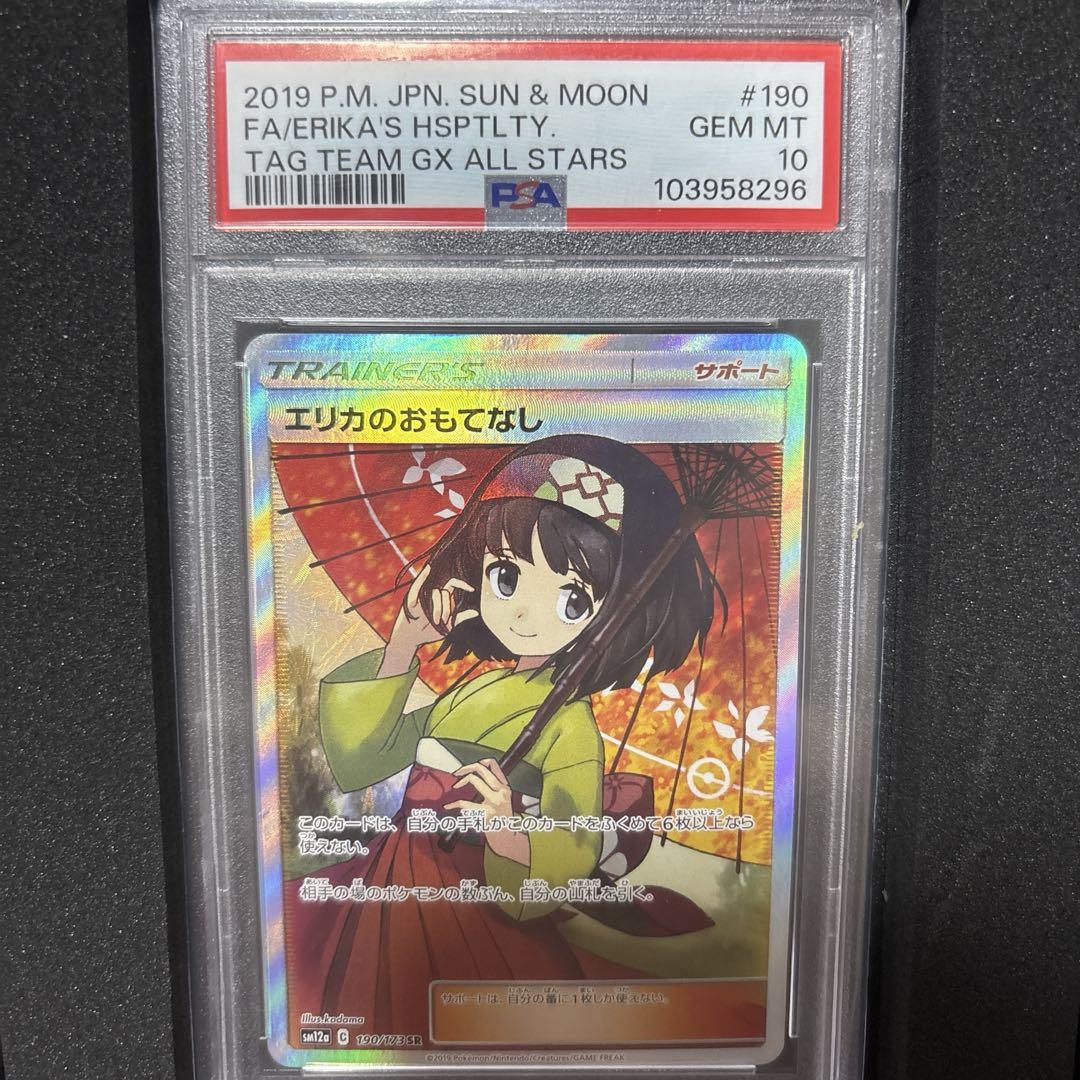 2019 P.M. JPN. SUN & MOON #190
FA/ERIKA'S HSPTLTY. GEM MT
TAG TEAM GX ALL STARS 10
PSA 103958296
TRAINER'S サポート
エリカのおもてなし
このカードは、自分の手札がこのカードをふくめて6枚以上なら
使えない。
相手の場のポケモンの数ぶん、自分の山札を引く。
サポートは、自分の番に1枚しか使えない。
illus.kodama
SM12a C 190/173 SR
©2019 Pokémon/Nintendo/Creatures/GAME FREAK